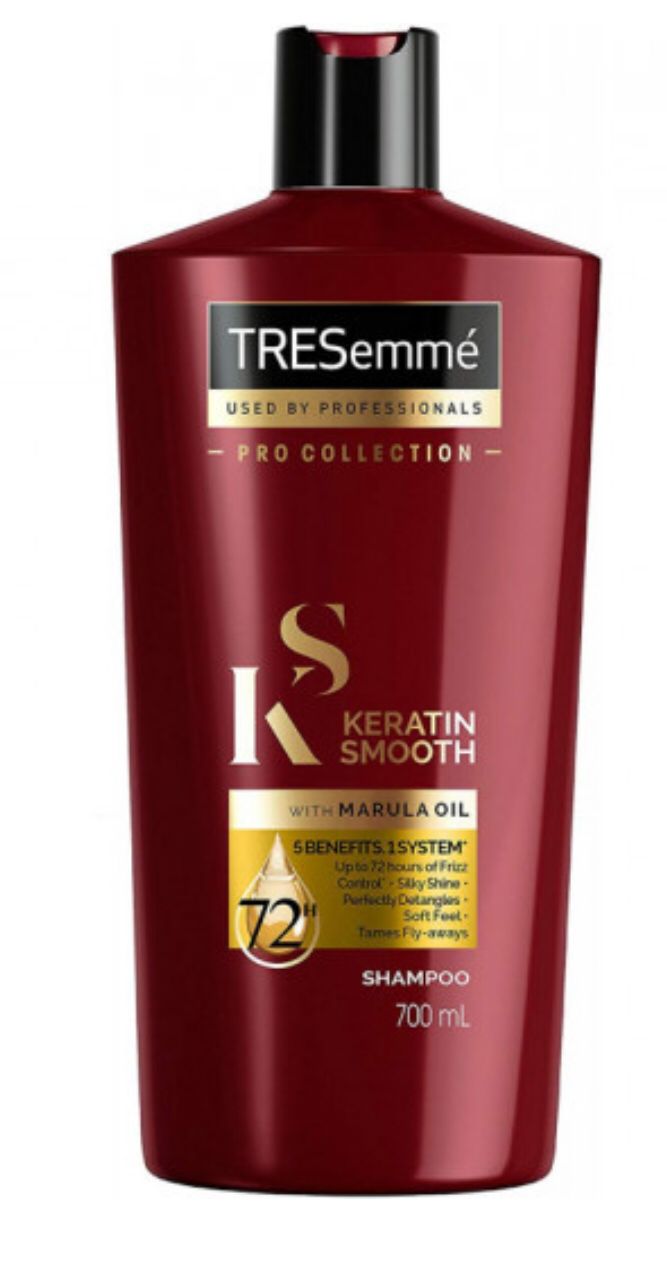 TRESemmé
USED BY PROFESSIONALS
– PRO COLLECTION –
KS
KERATIN
SMOOTH
WITH MARULA OIL
5 BENEFITS, 1 SYSTEM*
Up to 72 hours of Frizz
Control* • Silky Shine •
Perfectly Detangles •
Soft Feel •
Tames Fly-aways
72H
SHAMPOO
700 mL